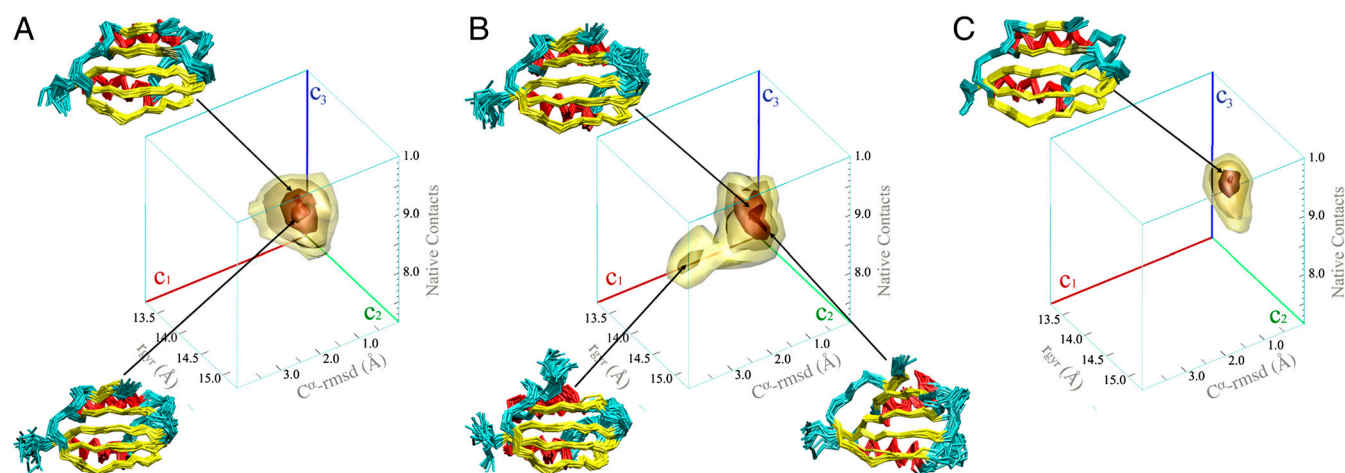 A
c₃
1.0
9.0
8.0
Native Contacts
c₁
c₂
13.5
14.0
14.5
15.0
rgyr (Å)
3.0
2.0
1.0
Cα-rmsd (Å)
B
c₃
1.0
9.0
8.0
Native Contacts
c₁
c₂
13.5
14.0
14.5
15.0
rgyr (Å)
3.0
2.0
1.0
Cα-rmsd (Å)
C
c₃
1.0
9.0
8.0
Native Contacts
c₁
c₂
13.5
14.0
14.5
15.0
rgyr (Å)
3.0
2.0
1.0
Cα-rmsd (Å)